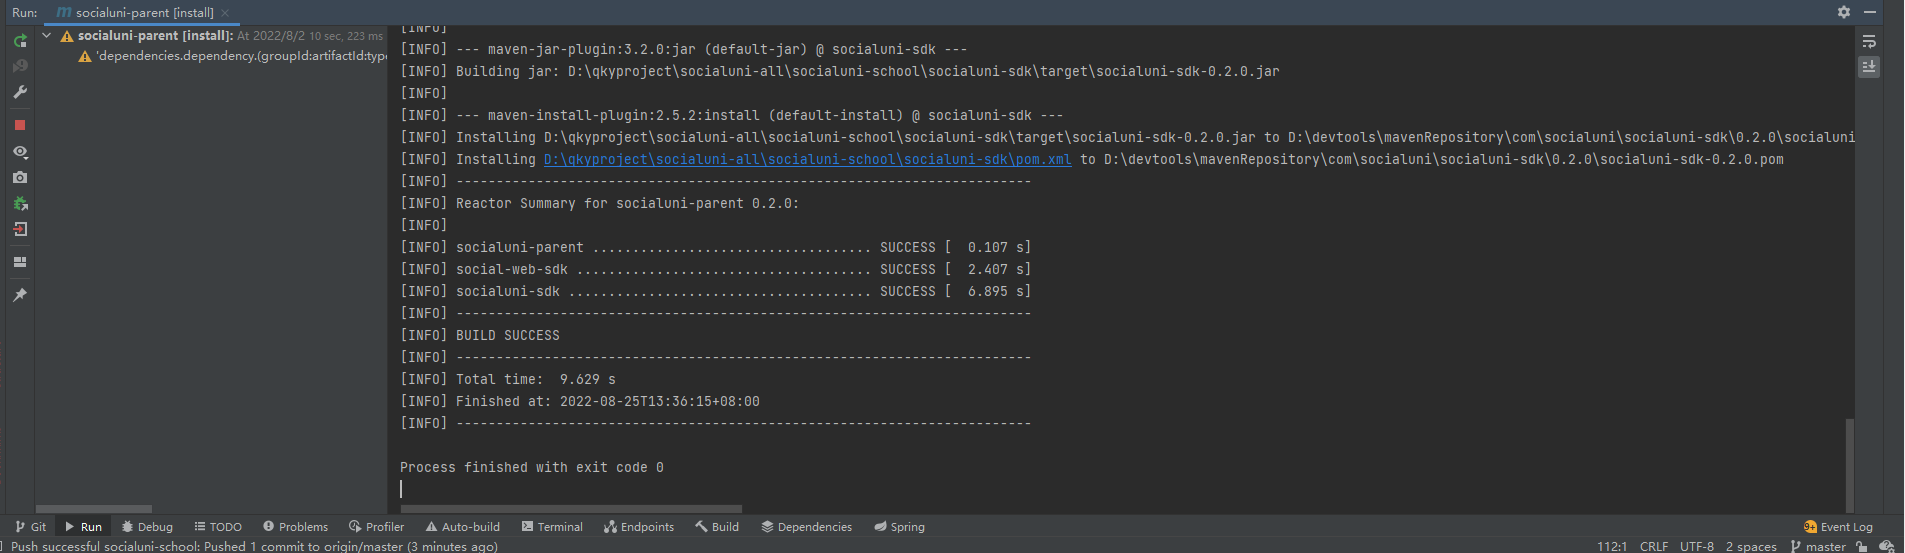 Run: socialuni-parent [install] ×
socialuni-parent [install]: At 2022/8/2 10 sec, 223 ms
'dependencies.dependency.(groupId:artifactId:type
[INFO]
[INFO] --- maven-jar-plugin:3.2.0:jar (default-jar) @ socialuni-sdk ---
[INFO] Building jar: D:\qkyproject\socialuni-all\socialuni-school\socialuni-sdk\target\socialuni-sdk-0.2.0.jar
[INFO]
[INFO] --- maven-install-plugin:2.5.2:install (default-install) @ socialuni-sdk ---
[INFO] Installing D:\qkyproject\socialuni-all\socialuni-school\socialuni-sdk\target\socialuni-sdk-0.2.0.jar to D:\devtools\mavenRepository\com\socialuni\socialuni-sdk\0.2.0\socialuni
[INFO] Installing D:\qkyproject\socialuni-all\socialuni-school\socialuni-sdk\pom.xml to D:\devtools\mavenRepository\com\socialuni\socialuni-sdk\0.2.0\socialuni-sdk-0.2.0.pom
[INFO] ------------------------------------------------------------------------
[INFO] Reactor Summary for socialuni-parent 0.2.0:
[INFO]
[INFO] socialuni-parent ................................... SUCCESS [  0.107 s]
[INFO] social-web-sdk ..................................... SUCCESS [  2.407 s]
[INFO] socialuni-sdk ...................................... SUCCESS [  6.895 s]
[INFO] ------------------------------------------------------------------------
[INFO] BUILD SUCCESS
[INFO] ------------------------------------------------------------------------
[INFO] Total time:  9.629 s
[INFO] Finished at: 2022-08-25T13:36:15+08:00
[INFO] ------------------------------------------------------------------------
Process finished with exit code 0
Git Run Debug TODO Problems Profiler Auto-build Terminal Endpoints Build Dependencies Spring 9+ Event Log
Push successful socialuni-school: Pushed 1 commit to origin/master (3 minutes ago) 112:1 CRLF UTF-8 2 spaces master